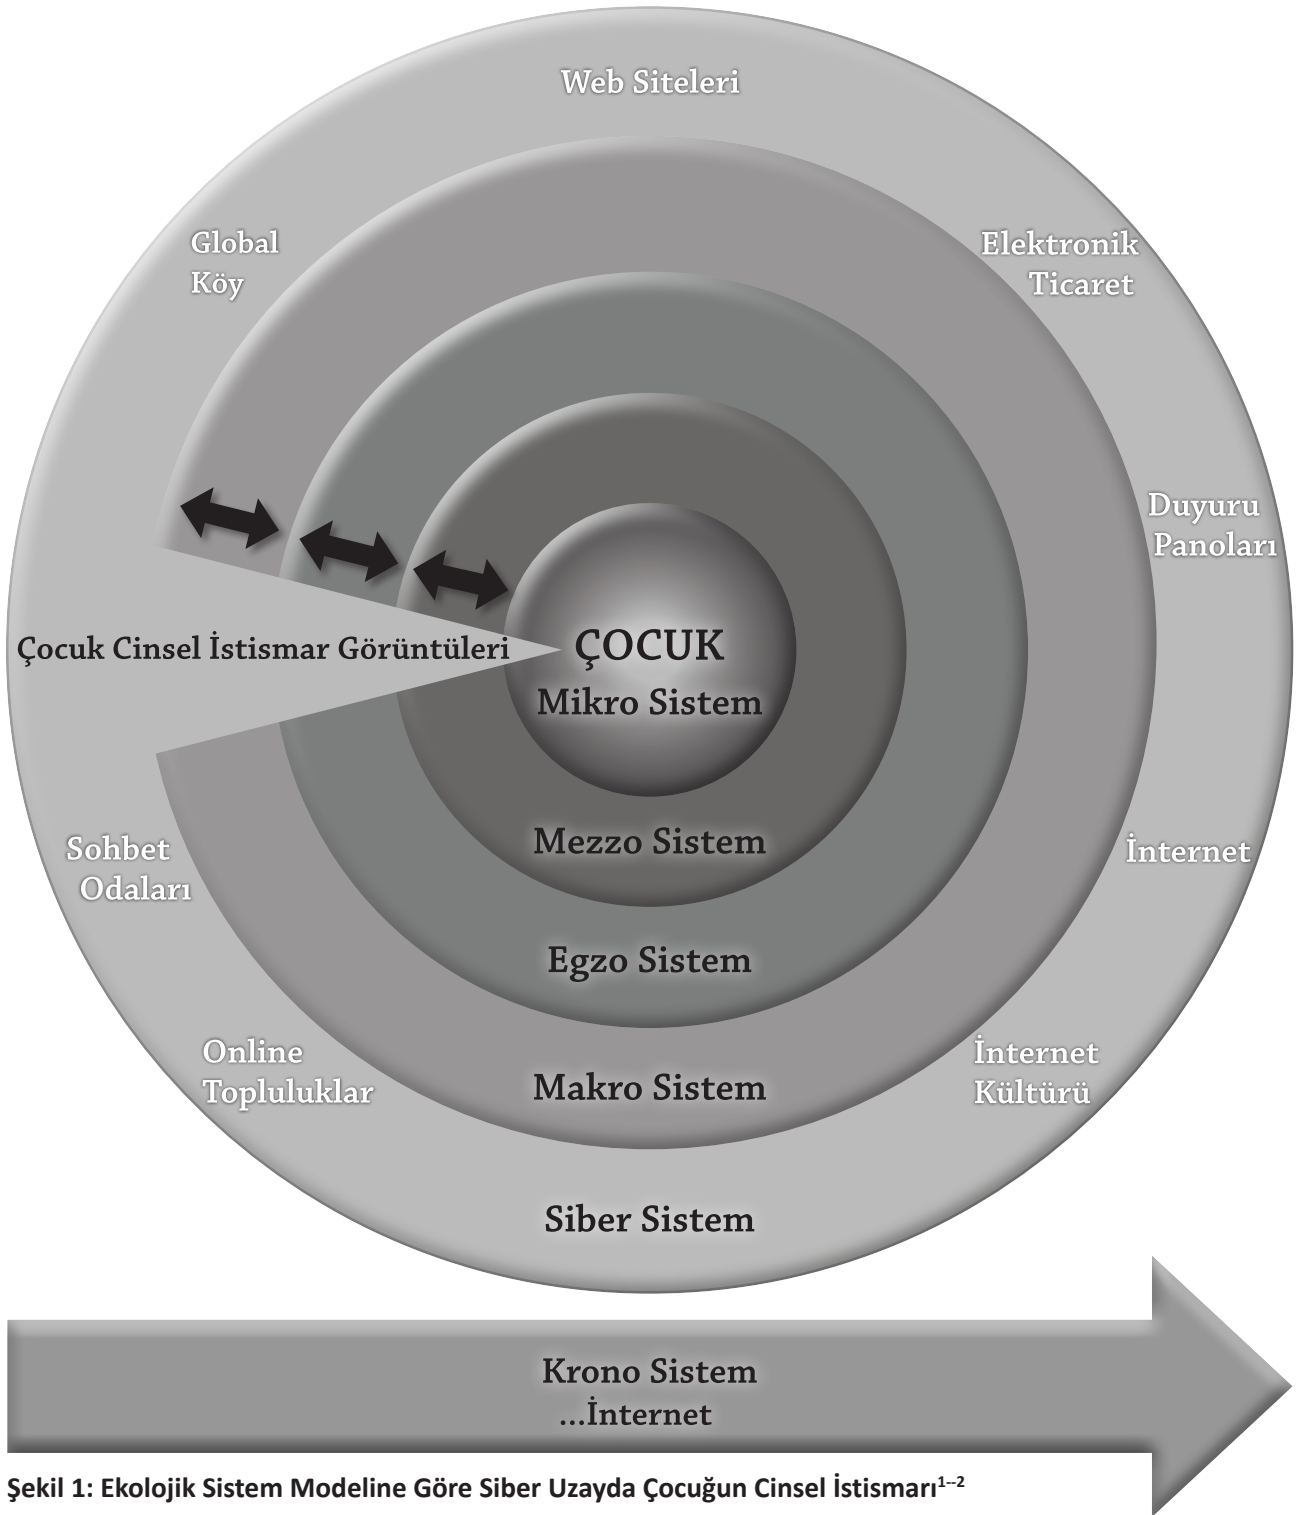 Web Siteleri
Global
Köy
Elektronik
Ticaret
Duyuru
Panoları
Çocuk Cinsel İstismar Görüntüleri
ÇOCUK
Mikro Sistem
Mezzo Sistem
Sohbet
Odaları
İnternet
Egzo Sistem
Online
Topluluklar
İnternet
Kültürü
Makro Sistem
Siber Sistem
Krono Sistem
...İnternet
Şekil 1: Ekolojik Sistem Modeline Göre Siber Uzayda Çocuğun Cinsel İstismarı¹⁻⁻²